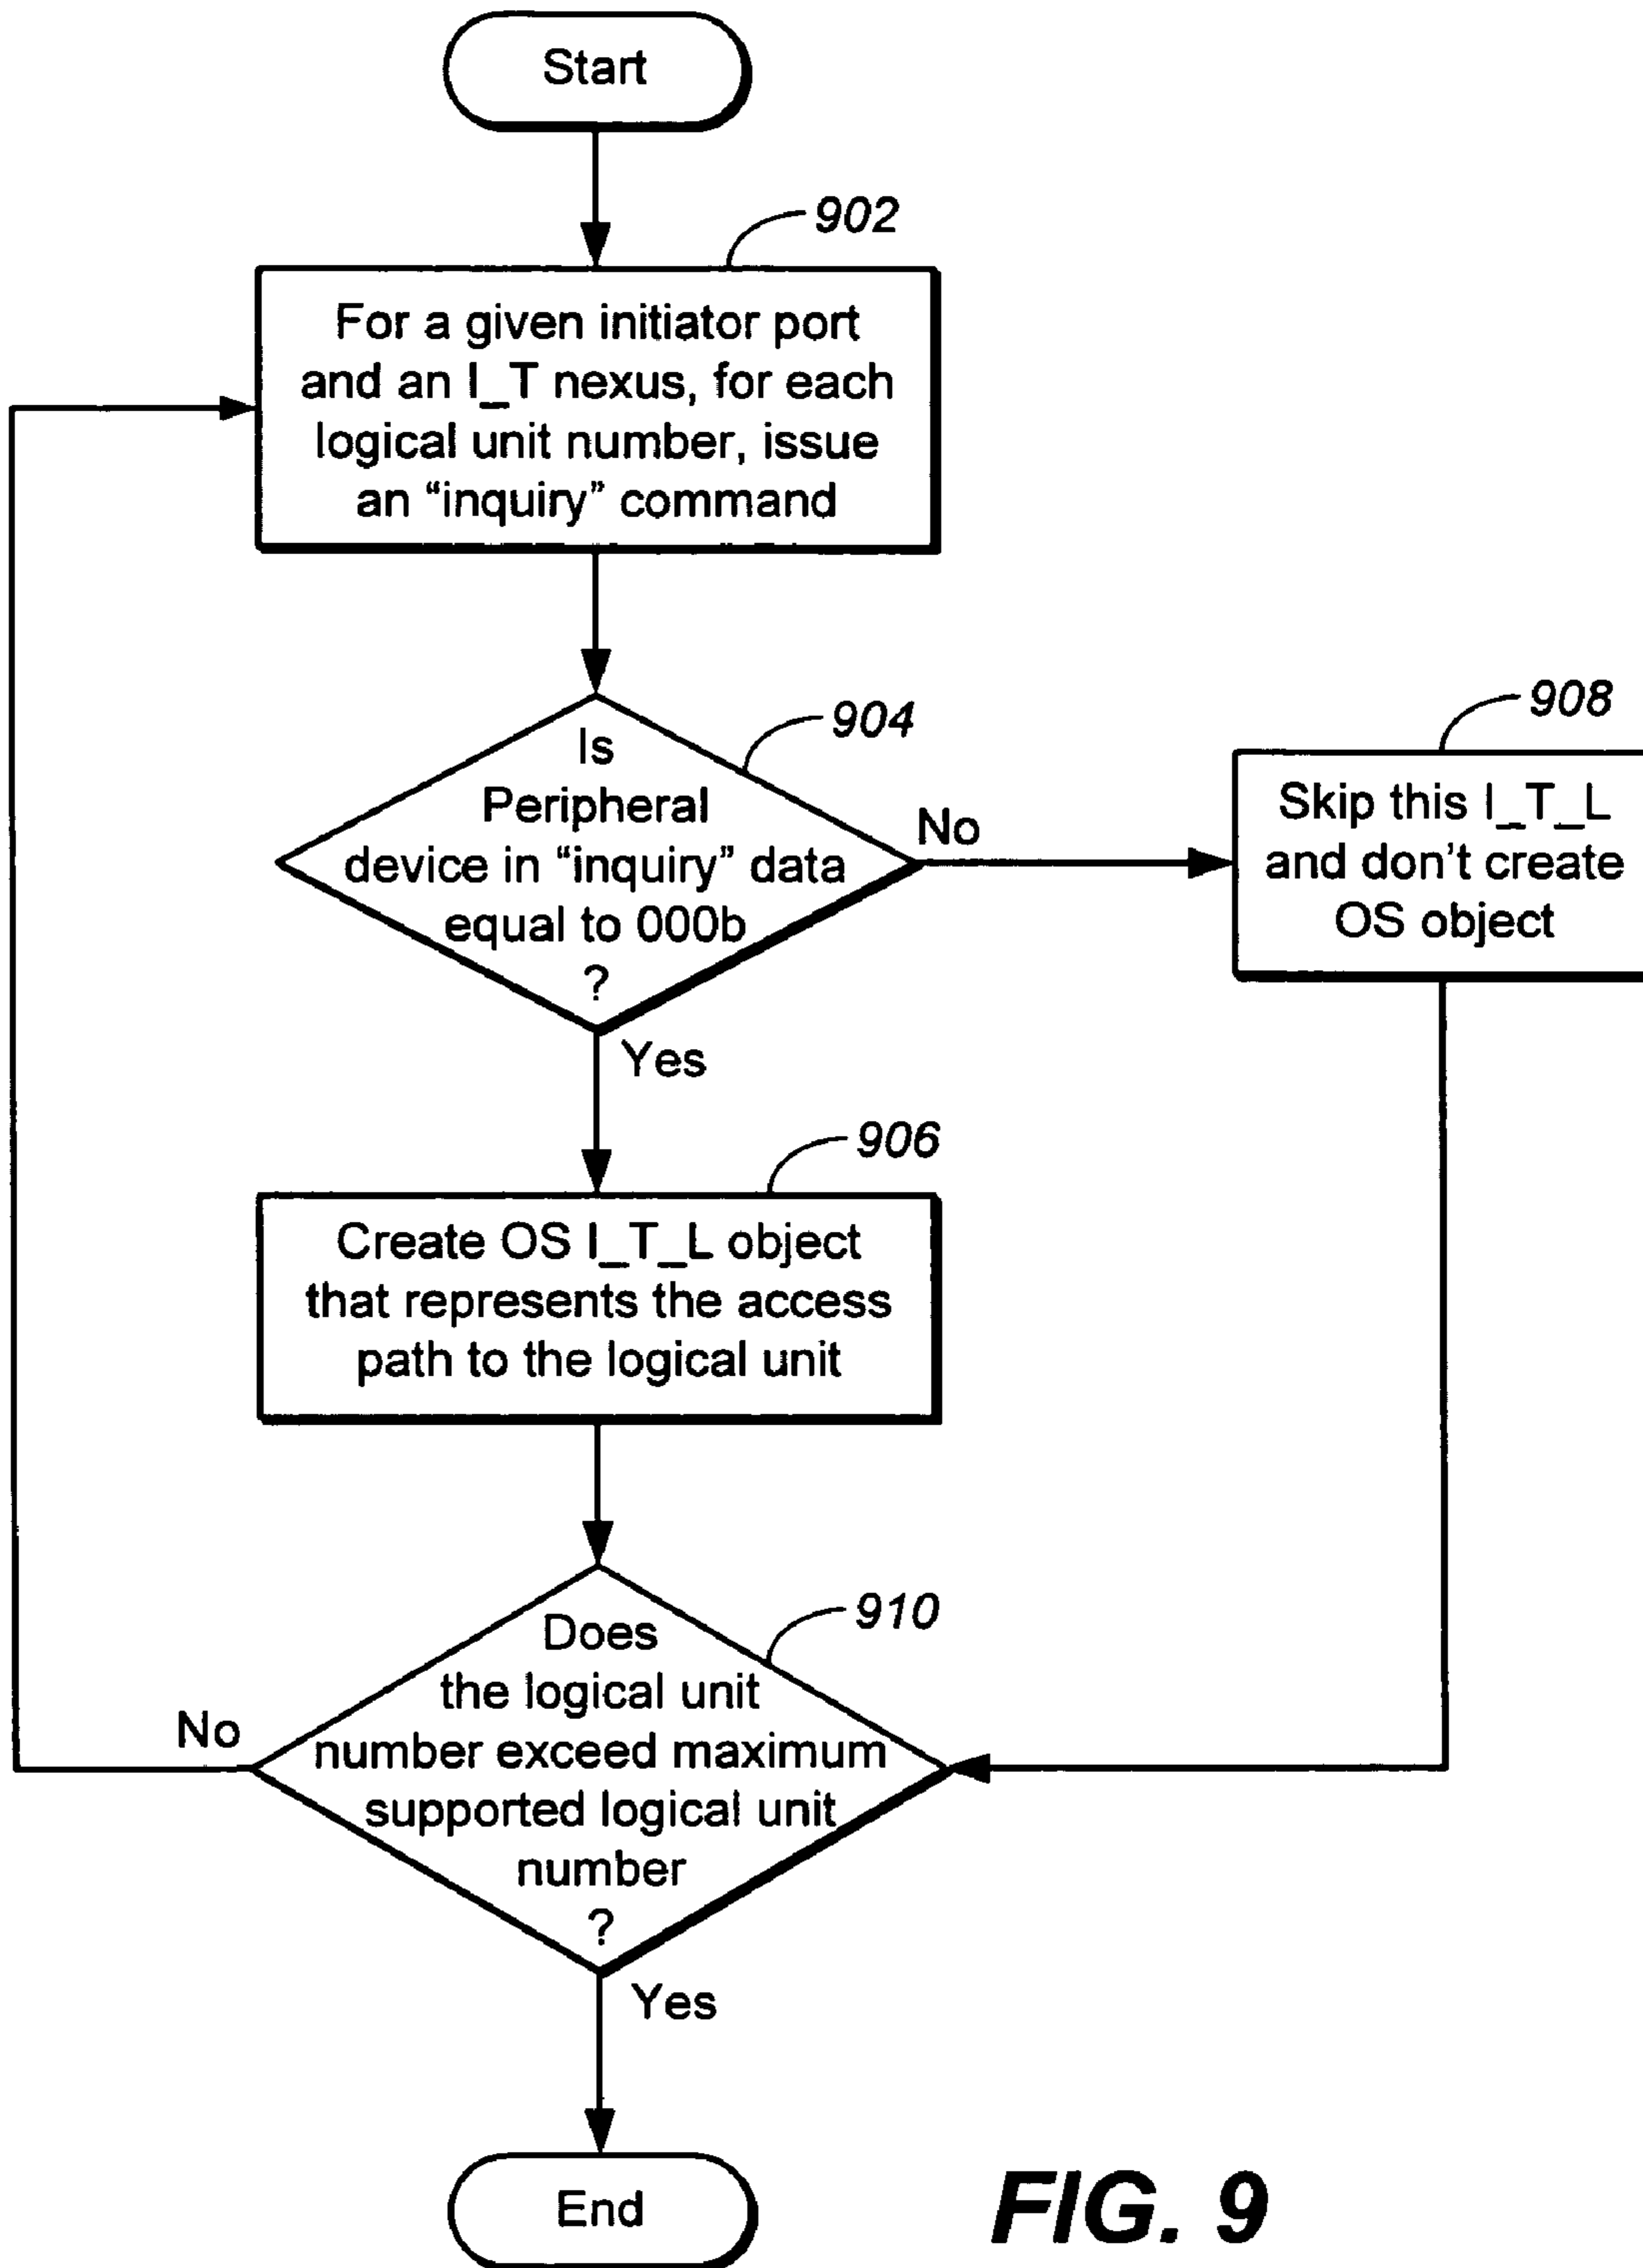 Start
902
For a given initiator port
and an I_T nexus, for each
logical unit number, issue
an “inquiry” command
904
Is
Peripheral
device in “inquiry” data
equal to 000b
?
No
908
Skip this I_T_L
and don't create
OS object
Yes
906
Create OS I_T_L object
that represents the access
path to the logical unit
910
Does
the logical unit
number exceed maximum
supported logical unit
number
?
No
Yes
End
FIG. 9